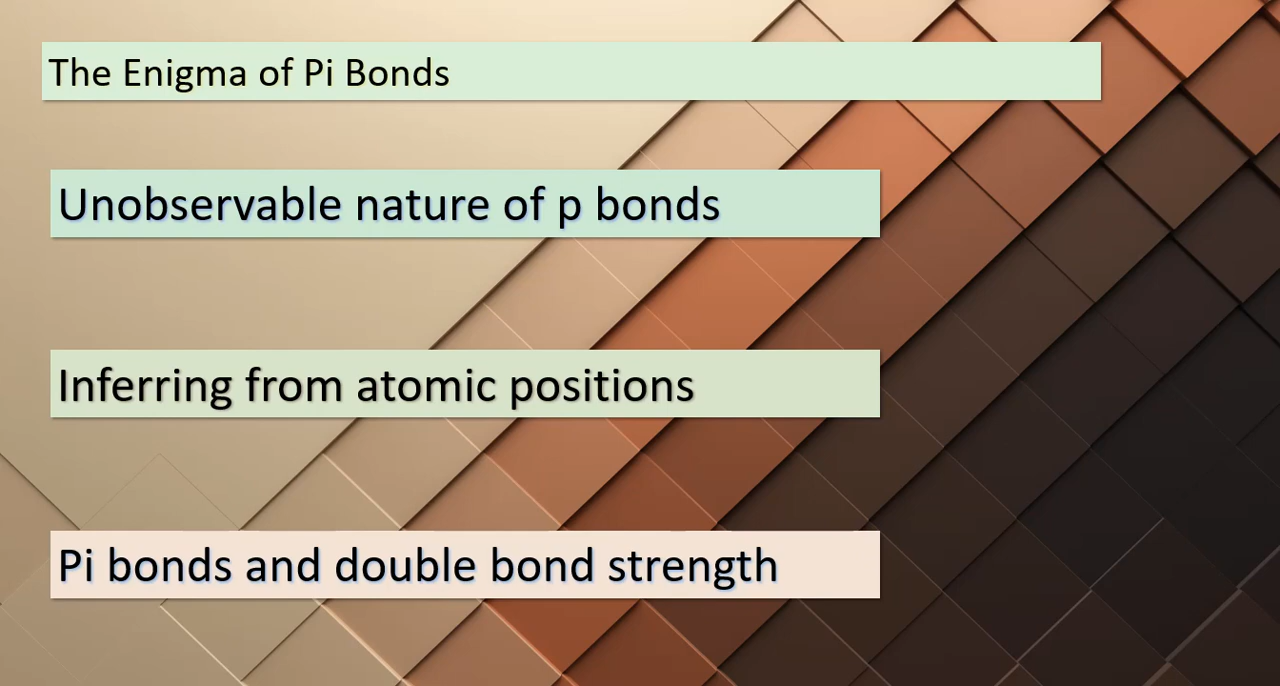 The Enigma of Pi Bonds
Unobservable nature of p bonds
Inferring from atomic positions
Pi bonds and double bond strength